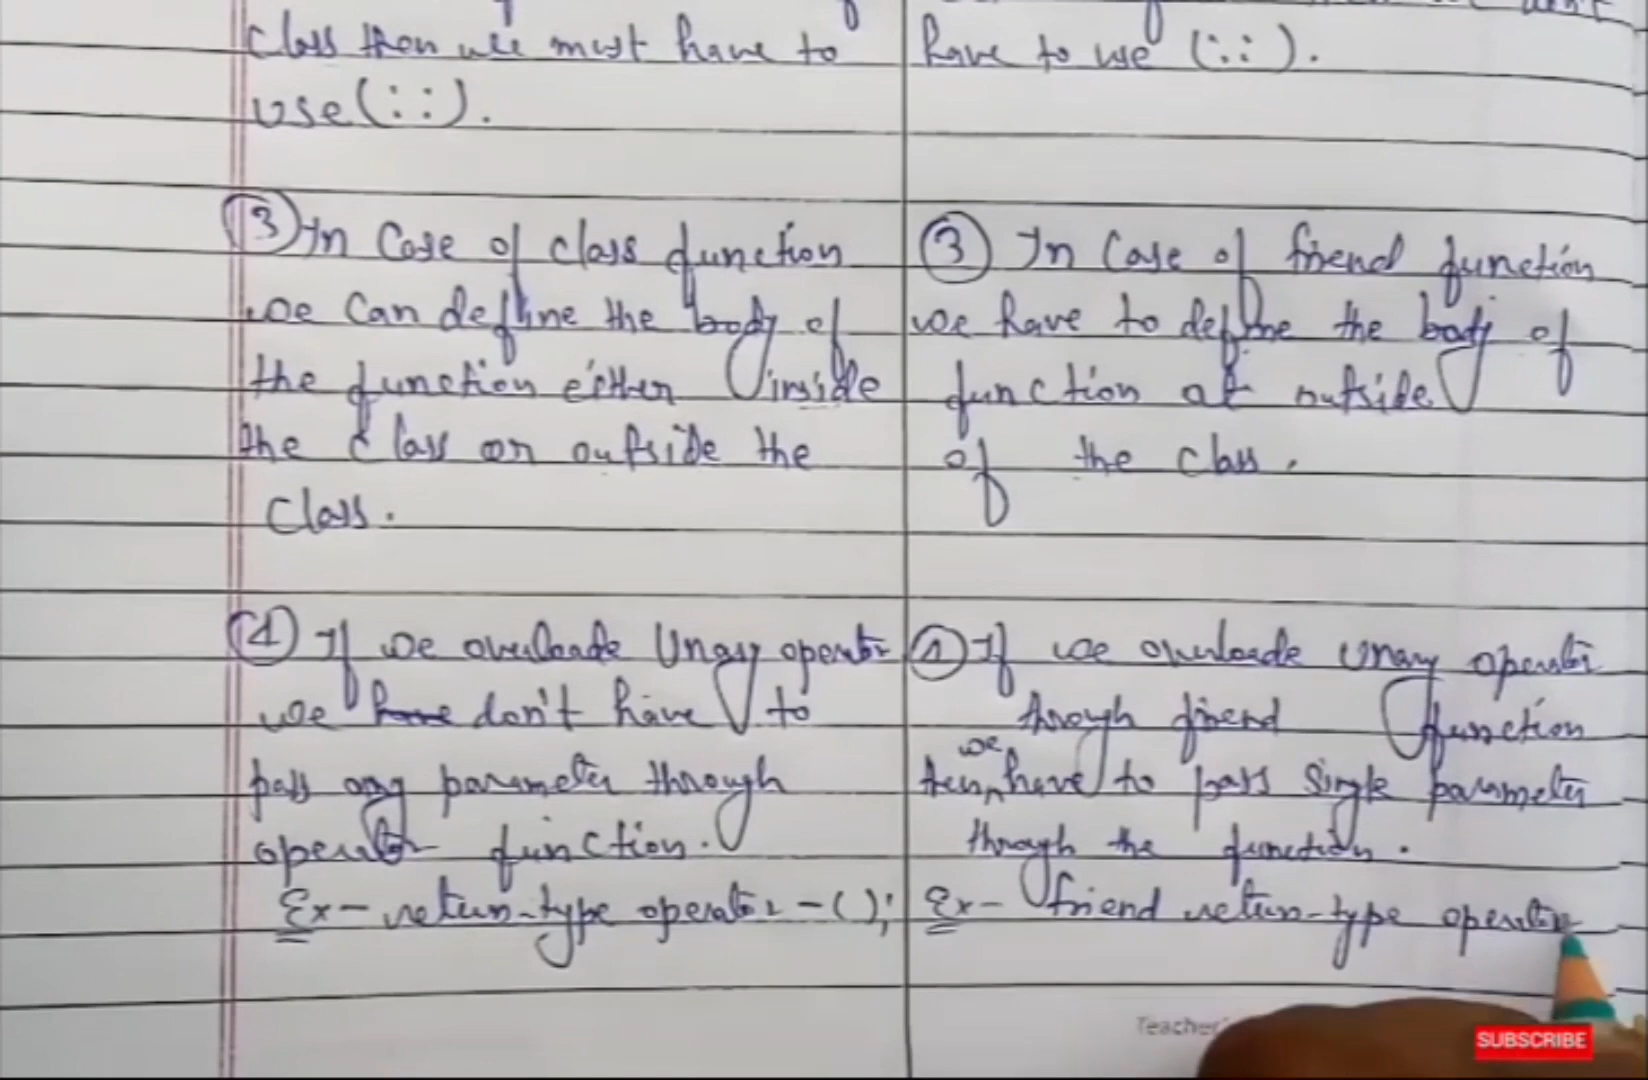 class then we must have to
use(::).
③ In Case of class function
we can define the body of
the function either inside
the class or outside the
class.
④ If we overloade Unary operator
we have don't have to
pass any parameter through
operator function.
Ex- return-type operator -( );
have to use (::).
③ In Case of friend function
we have to define the body of
function at outside
of the class.
④ If we overloade unary operator
through friend function
then we have to pass single parameter
through the function.
Ex- friend return-type operator
Teacher
SUBSCRIBE